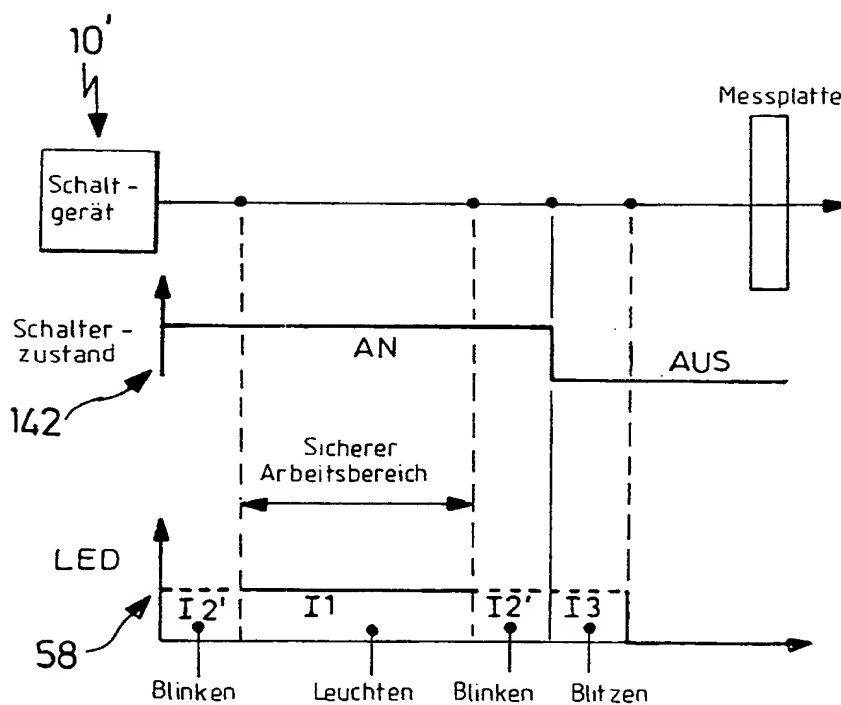 10'
Messplatte
Schalt-
gerät
Schalter-
zustand
AN
AUS
142
Sicherer
Arbeitsbereich
LED
I2'
I1
I2'
I3
58
Blinken
Leuchten
Blinken
Blitzen